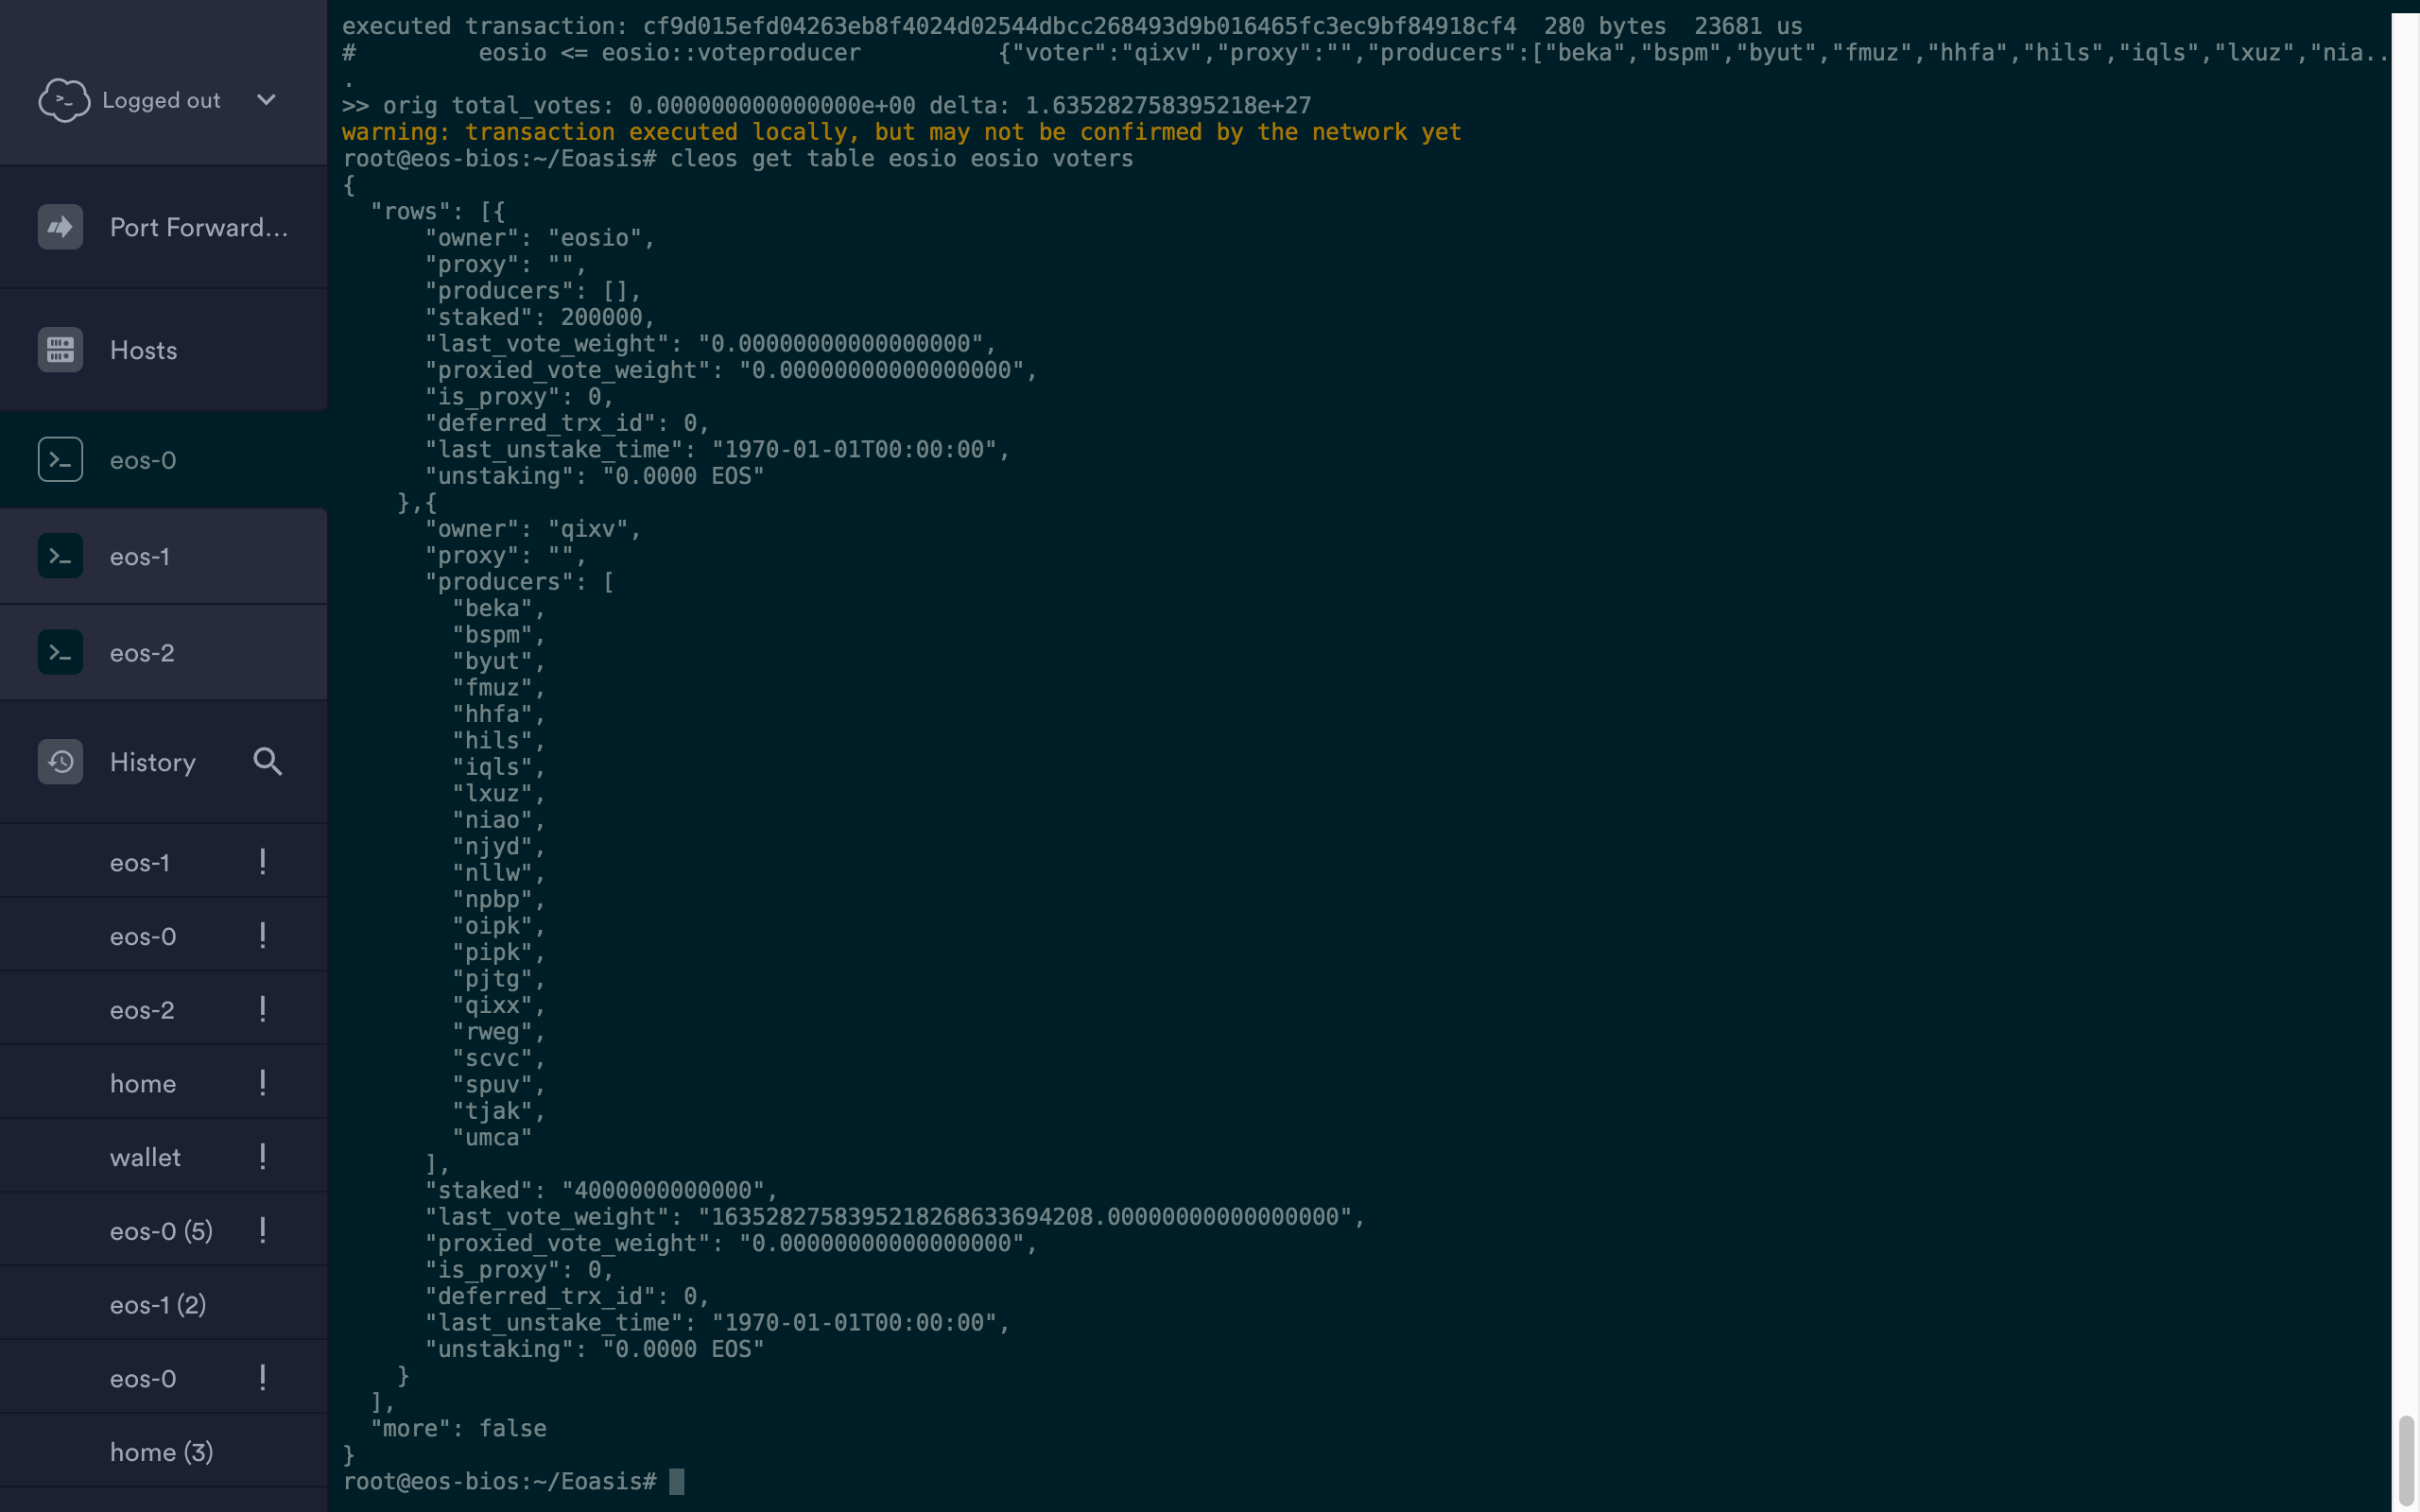 Logged out
Port Forward...
Hosts
eos-0
eos-1
eos-2
History
eos-1 !
eos-0 !
eos-2 !
home !
wallet !
eos-0 (5) !
eos-1 (2)
eos-0 !
home (3)
executed transaction: cf9d015efd04263eb8f4024d02544dbcc268493d9b016465fc3ec9bf84918cf4  280 bytes  23681 us
#         eosio <= eosio::voteproducer          {"voter":"qixv","proxy":"","producers":["beka","bspm","byut","fmuz","hhfa","hils","iqls","lxuz","nia..
.
>> orig total_votes: 0.000000000000000e+00 delta: 1.635282758395218e+27
warning: transaction executed locally, but may not be confirmed by the network yet
root@eos-bios:~/Eoasis# cleos get table eosio eosio voters
{
  "rows": [{
      "owner": "eosio",
      "proxy": "",
      "producers": [],
      "staked": 200000,
      "last_vote_weight": "0.00000000000000000",
      "proxied_vote_weight": "0.00000000000000000",
      "is_proxy": 0,
      "deferred_trx_id": 0,
      "last_unstake_time": "1970-01-01T00:00:00",
      "unstaking": "0.0000 EOS"
    },{
      "owner": "qixv",
      "proxy": "",
      "producers": [
        "beka",
        "bspm",
        "byut",
        "fmuz",
        "hhfa",
        "hils",
        "iqls",
        "lxuz",
        "niao",
        "njyd",
        "nllw",
        "npbp",
        "oipk",
        "pipk",
        "pjtg",
        "qixx",
        "rweg",
        "scvc",
        "spuv",
        "tjak",
        "umca"
      ],
      "staked": "4000000000000",
      "last_vote_weight": "1635282758395218268633694208.00000000000000000",
      "proxied_vote_weight": "0.00000000000000000",
      "is_proxy": 0,
      "deferred_trx_id": 0,
      "last_unstake_time": "1970-01-01T00:00:00",
      "unstaking": "0.0000 EOS"
    }
  ],
  "more": false
}
root@eos-bios:~/Eoasis#